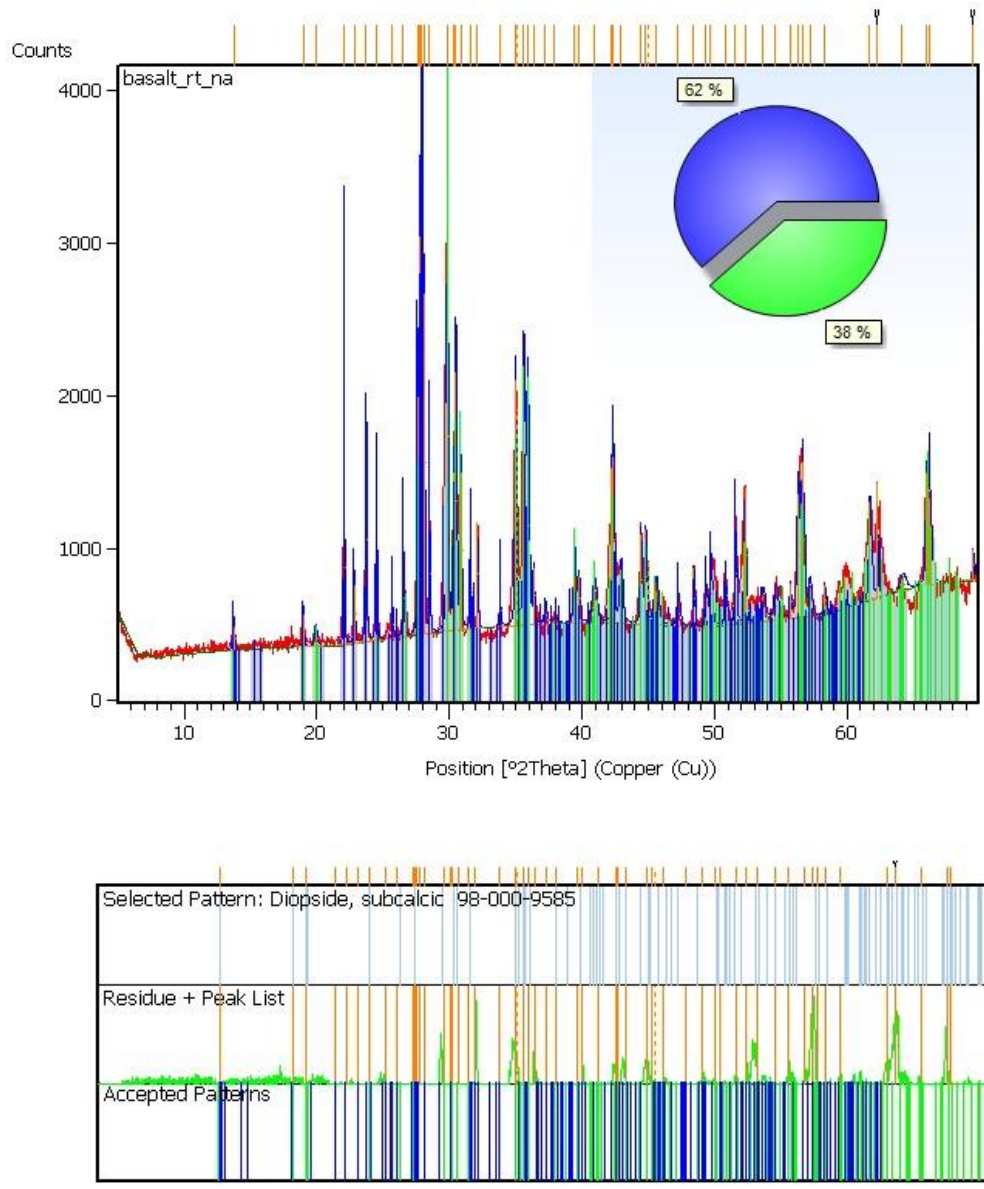 Counts
basalt_rt_na
62 %
4000
3000
38 %
2000
1000
0
10 20 30 40 50 60
Position [°2Theta] (Copper (Cu))
Selected Pattern: Diopside, subcalcic 98-000-9585
Residue + Peak List
Accepted Patterns